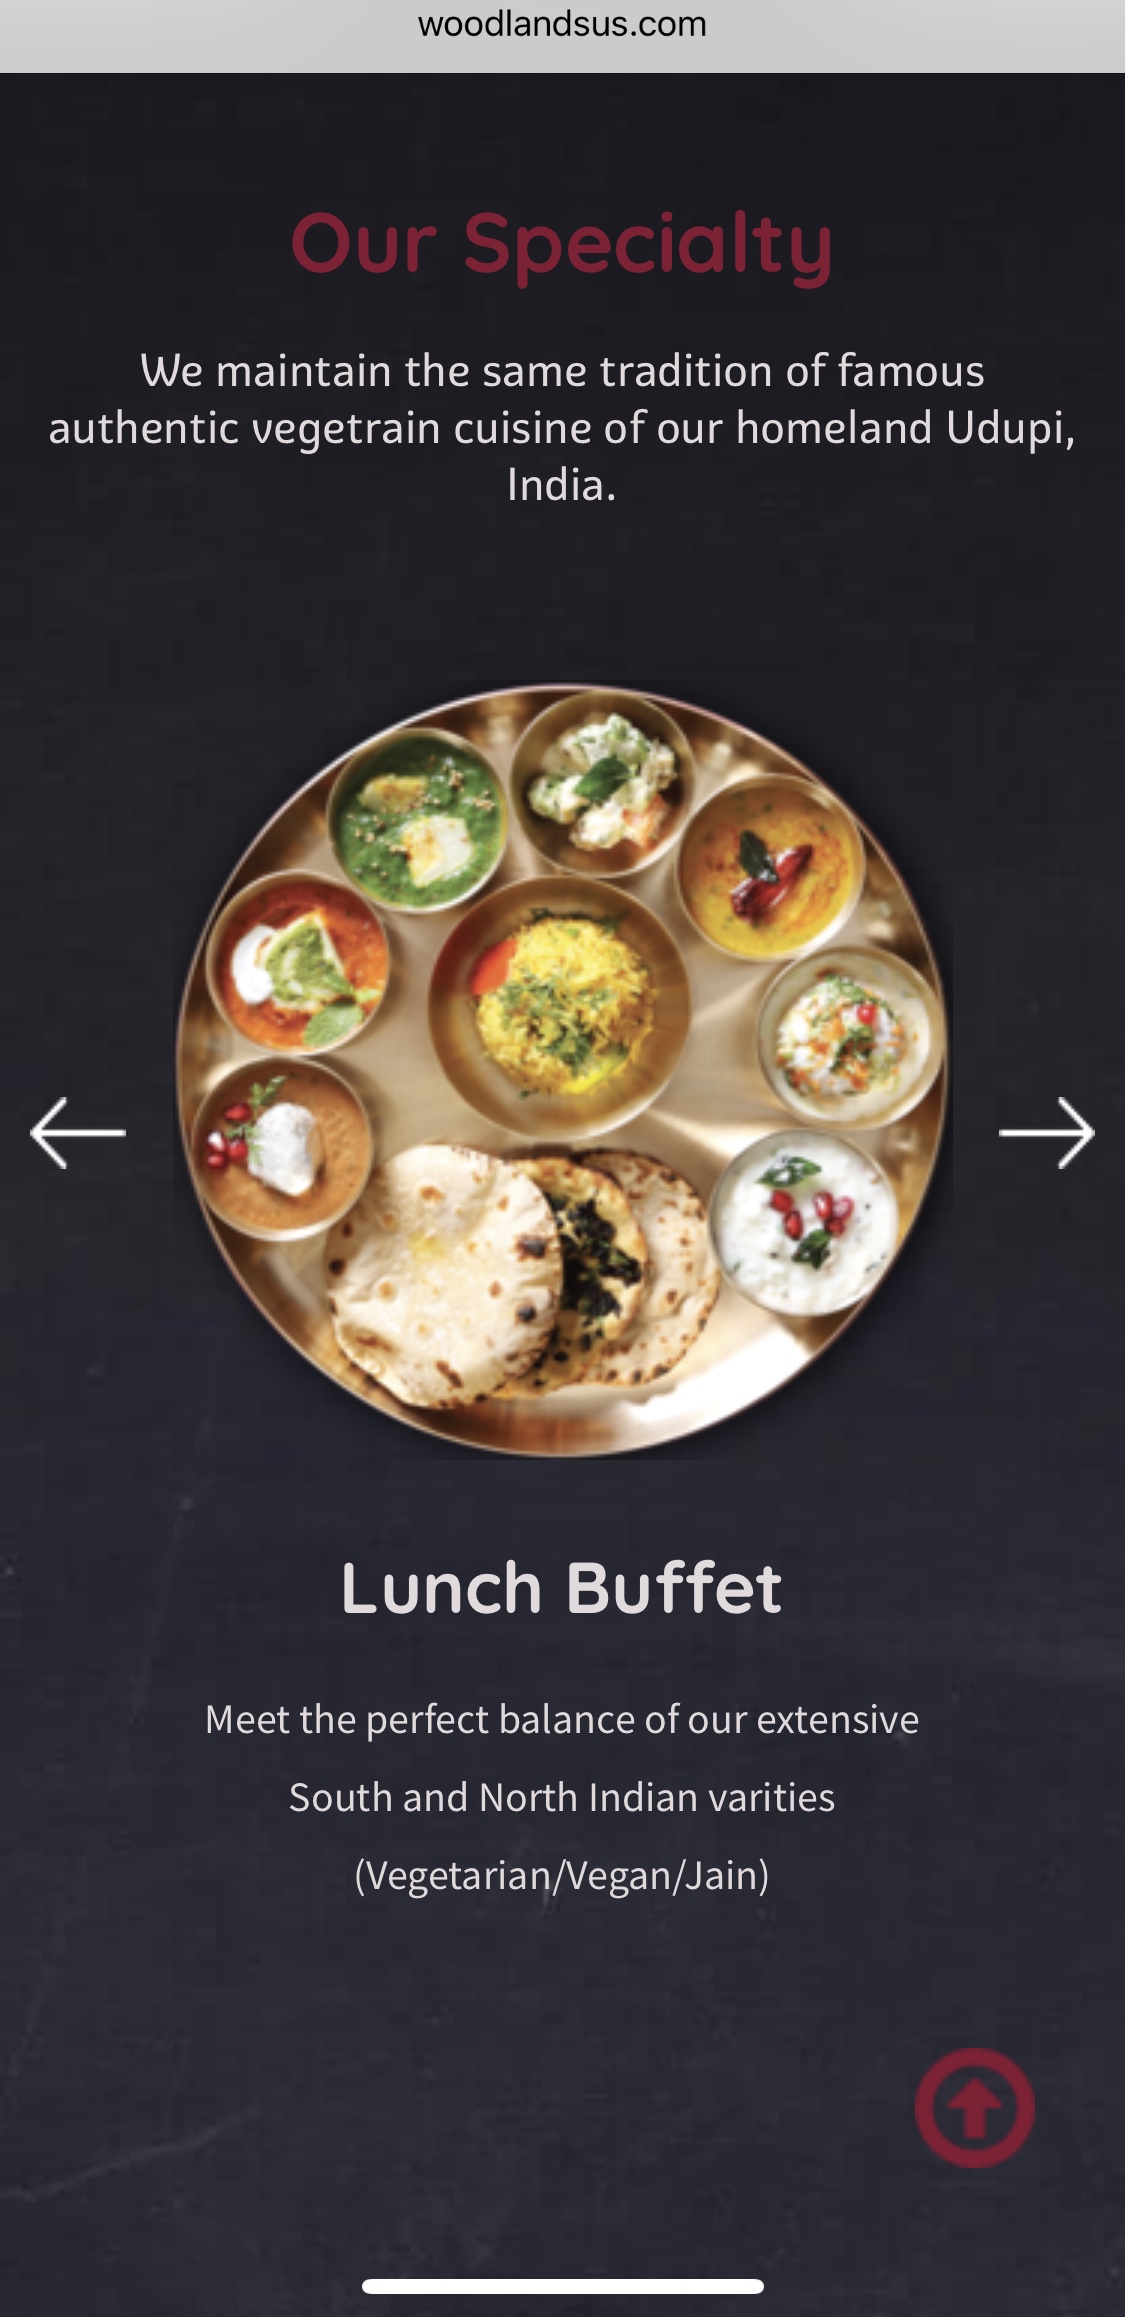 woodlandsus.com
Our Specialty
We maintain the same tradition of famous
authentic vegetrain cuisine of our homeland Udupi,
India.
Lunch Buffet
Meet the perfect balance of our extensive
South and North Indian varities
(Vegetarian/Vegan/Jain)